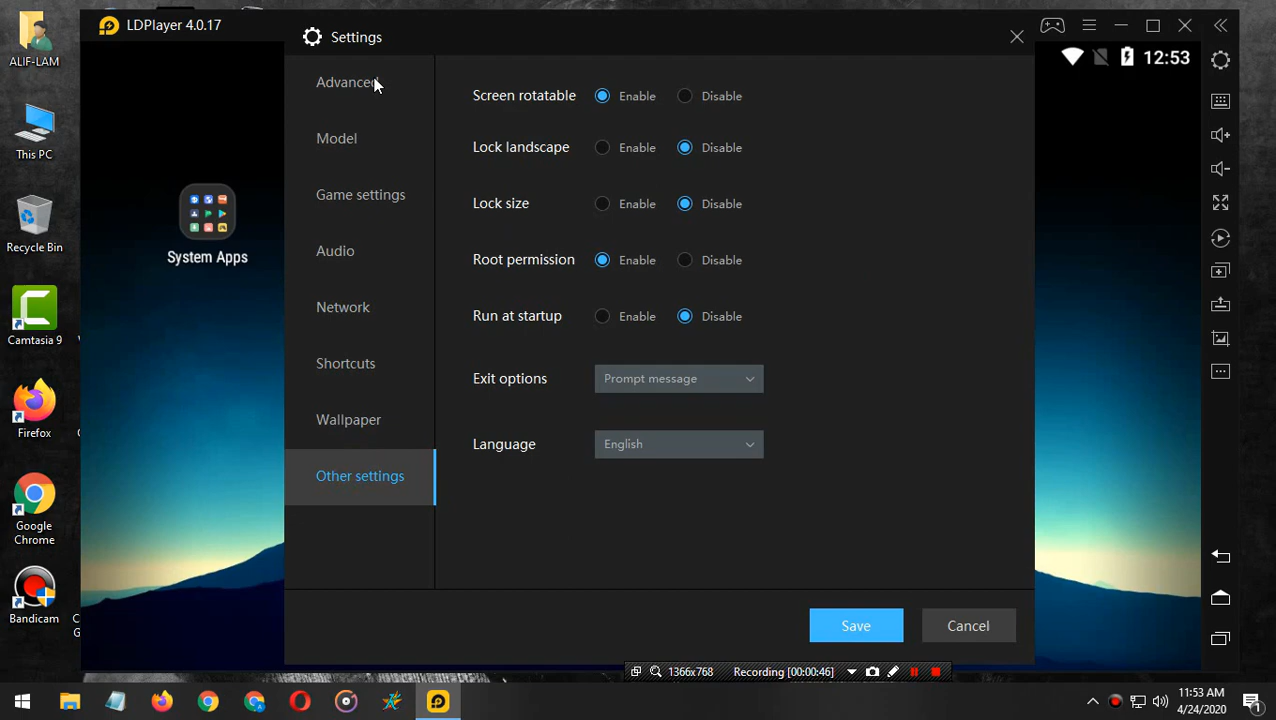 ALIF-LAM
This PC
Recycle Bin
Camtasia 9
Firefox
Google
Chrome
Bandicam
LDPlayer 4.0.17
12:53
System Apps
Settings
Advanced
Model
Game settings
Audio
Network
Shortcuts
Wallpaper
Other settings
Screen rotatable Enable Disable
Lock landscape Enable Disable
Lock size Enable Disable
Root permission Enable Disable
Run at startup Enable Disable
Exit options Prompt message
Language English
Save Cancel
1366x768 Recording [00:00:46]
11:53 AM
4/24/2020
1